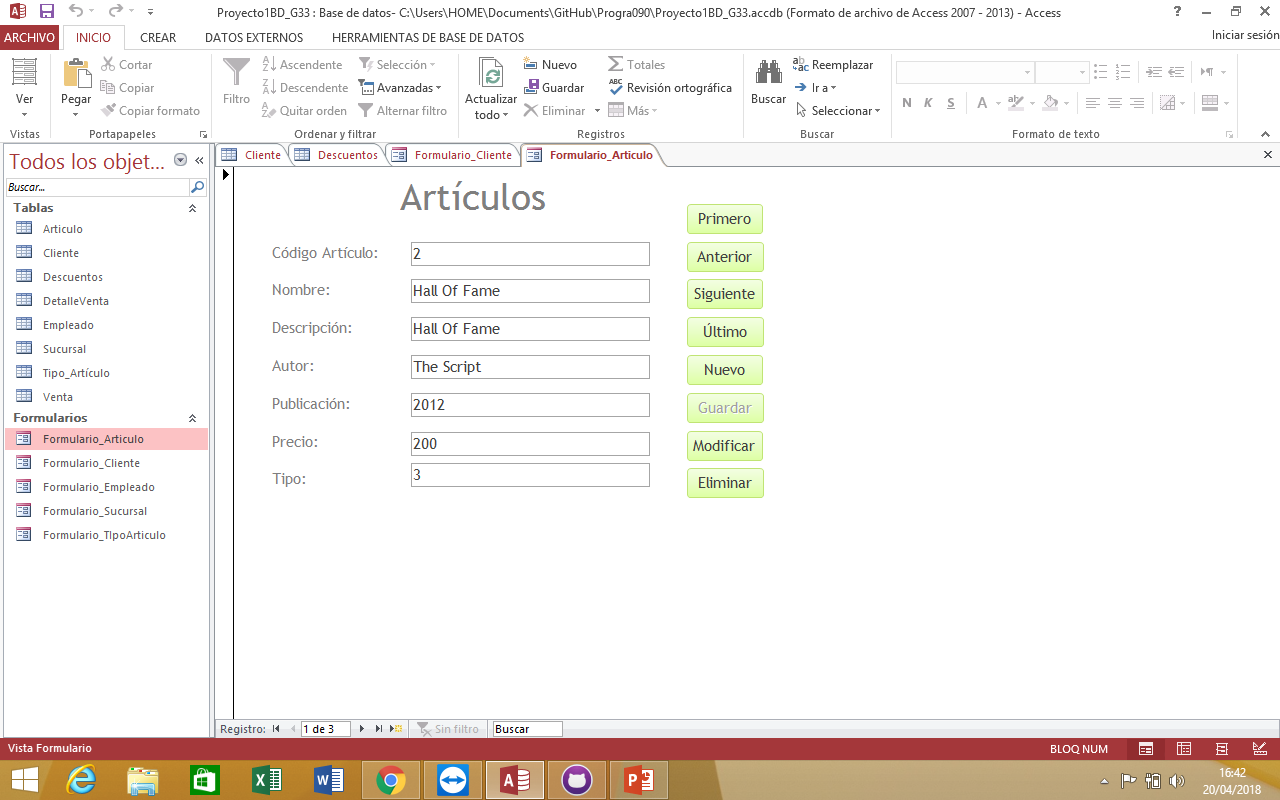 Proyecto1BD_G33 : Base de datos- C:\Users\HOME\Documents\GitHub\Progra090\Proyecto1BD_G33.accdb (Formato de archivo de Access 2007 - 2013) - Access
ARCHIVO INICIO CREAR DATOS EXTERNOS HERRAMIENTAS DE BASE DE DATOS Iniciar sesión
Ver
Vistas
Pegar
Cortar
Copiar
Copiar formato
Portapapeles
Filtro
Ascendente
Descendente
Quitar orden
Selección
Avanzadas
Alternar filtro
Ordenar y filtrar
Actualizar
todo
Nuevo
Guardar
Eliminar
Totales
Revisión ortográfica
Más
Registros
Buscar
Reemplazar
Ir a
Seleccionar
Buscar
N K S A
Formato de texto
Todos los objet...
Buscar...
Tablas
Articulo
Cliente
Descuentos
DetalleVenta
Empleado
Sucursal
Tipo_Artículo
Venta
Formularios
Formulario_Articulo
Formulario_Cliente
Formulario_Empleado
Formulario_Sucursal
Formulario_TIpoArticulo
Cliente Descuentos Formulario_Cliente Formulario_Articulo
Artículos
Código Artículo: 2
Nombre: Hall Of Fame
Descripción: Hall Of Fame
Autor: The Script
Publicación: 2012
Precio: 200
Tipo: 3
Primero
Anterior
Siguiente
Último
Nuevo
Guardar
Modificar
Eliminar
Registro: 1 de 3 Sin filtro Buscar
Vista Formulario BLOQ NUM
16:42
20/04/2018